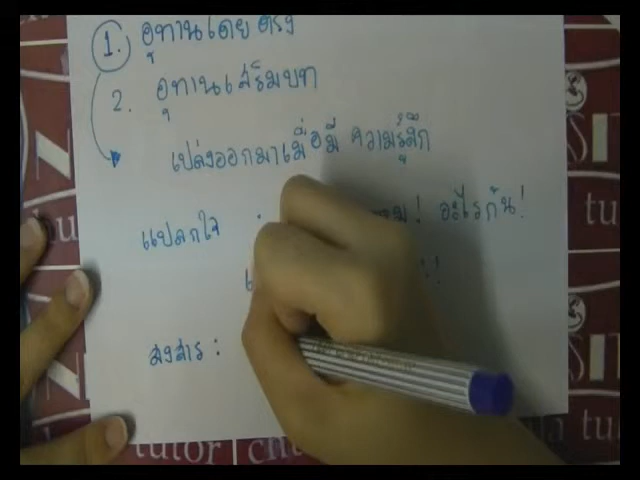 1. อุทานโดยตรง
2. อุทานเสริมบท
เปล่งออกมาเมื่อมี ความรู้สึก
แปลกใจ : ! อะไรกัน!
สงสาร :
tu
tutor
tu